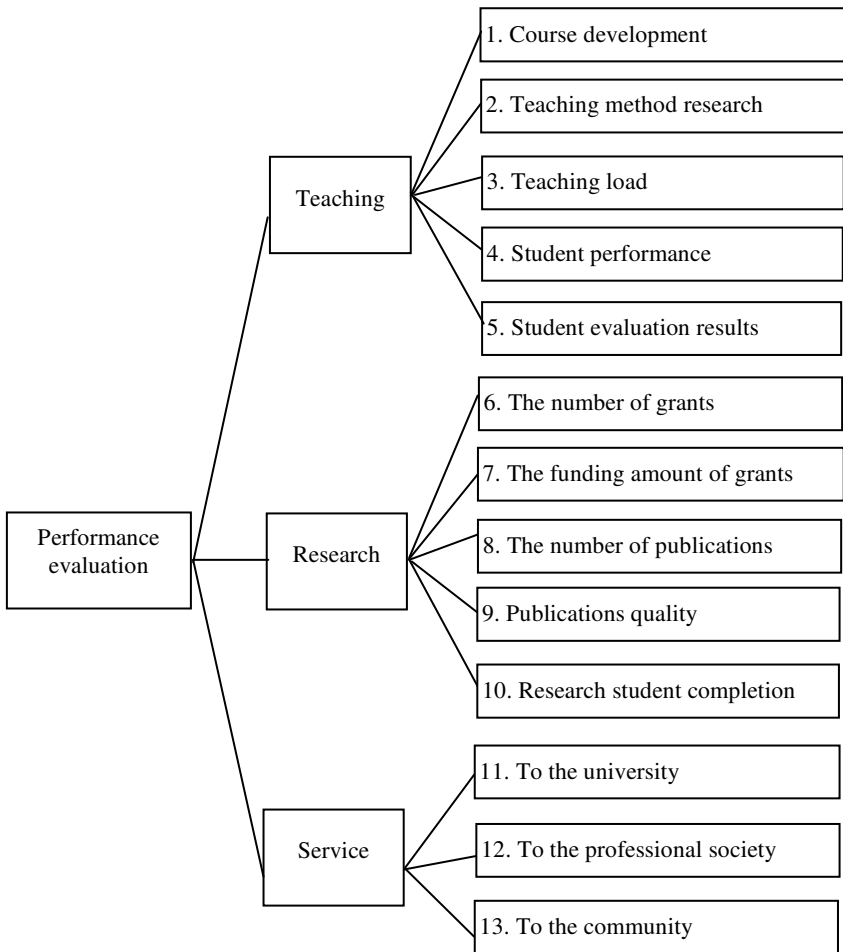 1. Course development
2. Teaching method research
Teaching
3. Teaching load
4. Student performance
5. Student evaluation results
6. The number of grants
7. The funding amount of grants
Performance
evaluation
Research
8. The number of publications
9. Publications quality
10. Research student completion
11. To the university
Service
12. To the professional society
13. To the community